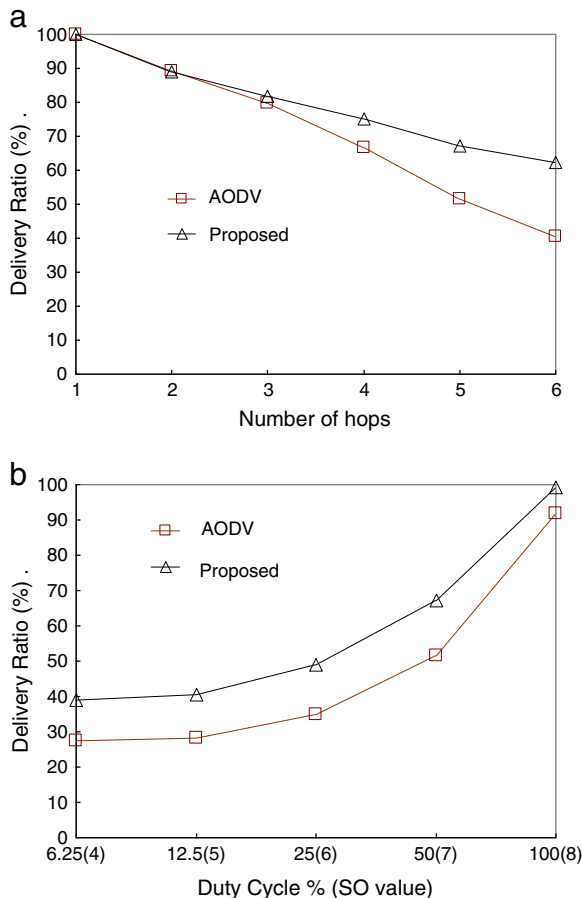 a
100
90
80
70
60
50
40
30
20
10
0
Delivery Ratio (%) .
AODV
Proposed
1 2 3 4 5 6
Number of hops
b
100
90
80
70
60
50
40
30
20
10
0
Delivery Ratio (%) .
AODV
Proposed
6.25(4) 12.5(5) 25(6) 50(7) 100(8)
Duty Cycle % (SO value)